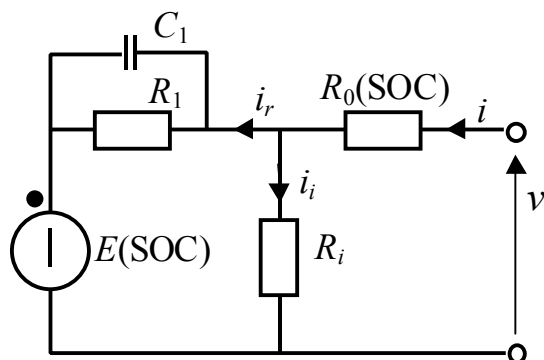 C₁
R₁
iᵣ
R₀(SOC)
i
iᵢ
v
E(SOC)
Rᵢ